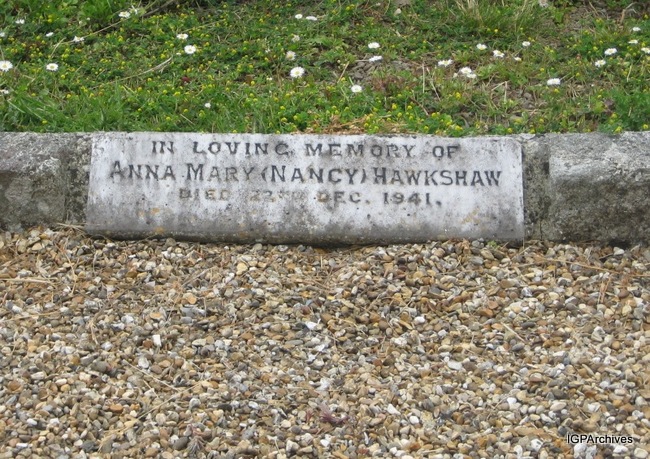 IN LOVING MEMORY OF
ANNA MARY (NANCY) HAWKSHAW
DIED 22ND DEC. 1941.
IGPArchives